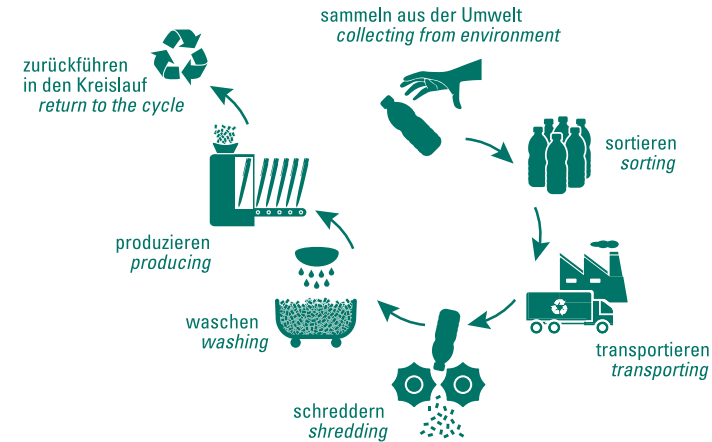 sammeln aus der Umwelt
collecting from environment
sortieren
sorting
transportieren
transporting
schreddern
shredding
waschen
washing
produzieren
producing
zurückführen
in den Kreislauf
return to the cycle